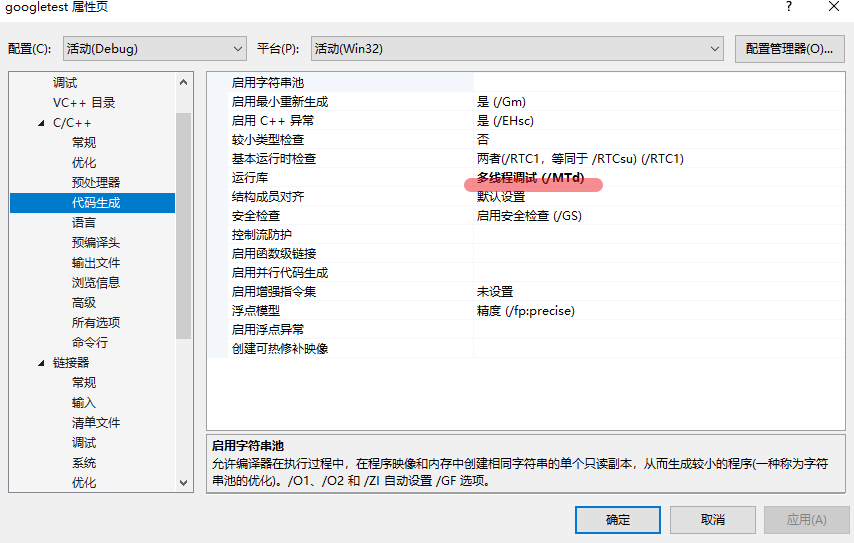 googletest 属性页
? ×
配置(C): 活动(Debug) 平台(P): 活动(Win32) 配置管理器(O)...
调试
VC++ 目录
C/C++
常规
优化
预处理器
代码生成
语言
预编译头
输出文件
浏览信息
高级
所有选项
命令行
链接器
常规
输入
清单文件
调试
系统
优化
启用字符串池
启用最小重新生成 是 (/Gm)
启用 C++ 异常 是 (/EHsc)
较小类型检查 否
基本运行时检查 两者(/RTC1，等同于 /RTCsu) (/RTC1)
运行库 多线程调试 (/MTd)
结构成员对齐 默认设置
安全检查 启用安全检查 (/GS)
控制流防护
启用函数级链接
启用并行代码生成
启用增强指令集 未设置
浮点模型 精度 (/fp:precise)
启用浮点异常
创建可热修补映像
启用字符串池
允许编译器在执行过程中，在程序映像和内存中创建相同字符串的单个只读副本，从而生成较小的程序(一种称为字符
串池的优化)。/O1、/O2 和 /ZI 自动设置 /GF 选项。
确定 取消 应用(A)